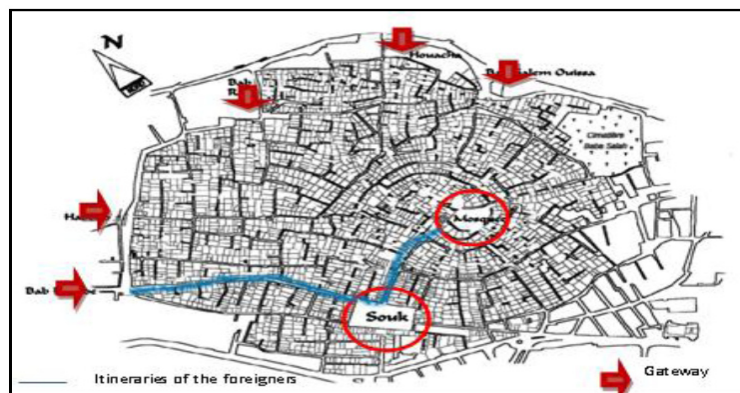 N
Houacha
Bab
Salem Ouissa
Cimetière
Baba Salah
Mosque
Bab
Souk
Itineraries of the foreigners
Gateway